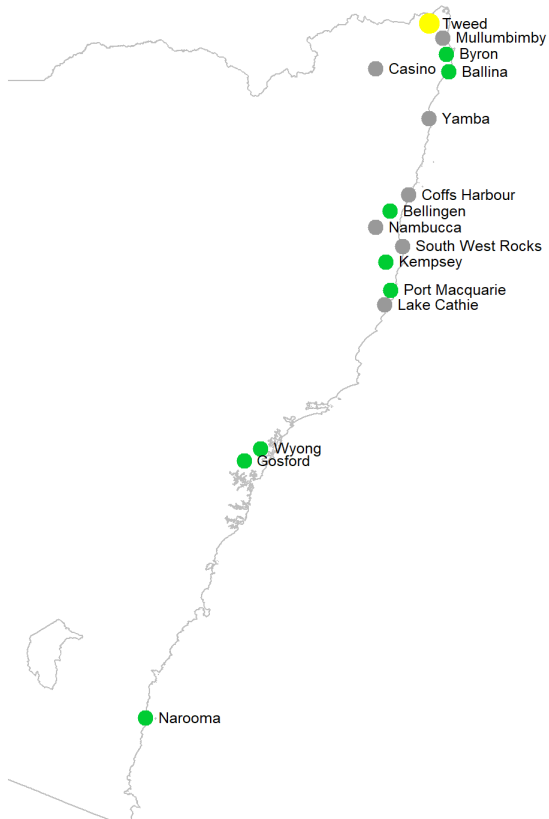 Tweed
Mullumbimby
Byron
Casino
Ballina
Yamba
Coffs Harbour
Bellingen
Nambucca
South West Rocks
Kempsey
Port Macquarie
Lake Cathie
Wyong
Gosford
Narooma